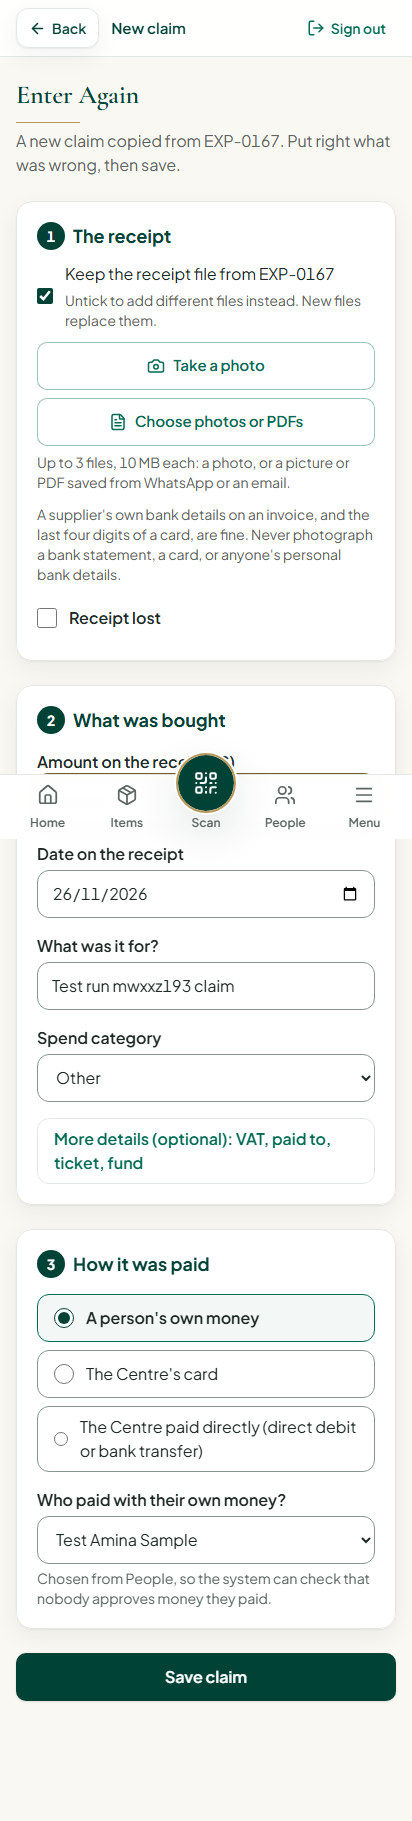 Back
New claim
Sign out
Enter Again
A new claim copied from EXP-0167. Put right what
was wrong, then save.
1 The receipt
Keep the receipt file from EXP-0167
Untick to add different files instead. New files
replace them.
Take a photo
Choose photos or PDFs
Up to 3 files, 10 MB each: a photo, or a picture or
PDF saved from WhatsApp or an email.
A supplier's own bank details on an invoice, and the
last four digits of a card, are fine. Never photograph
a bank statement, a card, or anyone's personal
bank details.
Receipt lost
2 What was bought
Amount on the
Home
Items
Scan
People
Menu
Date on the receipt
26/11/2026
What was it for?
Test run mwxxz193 claim
Spend category
Other
More details (optional): VAT, paid to,
ticket, fund
3 How it was paid
A person's own money
The Centre's card
The Centre paid directly (direct debit
or bank transfer)
Who paid with their own money?
Test Amina Sample
Chosen from People, so the system can check that
nobody approves money they paid.
Save claim